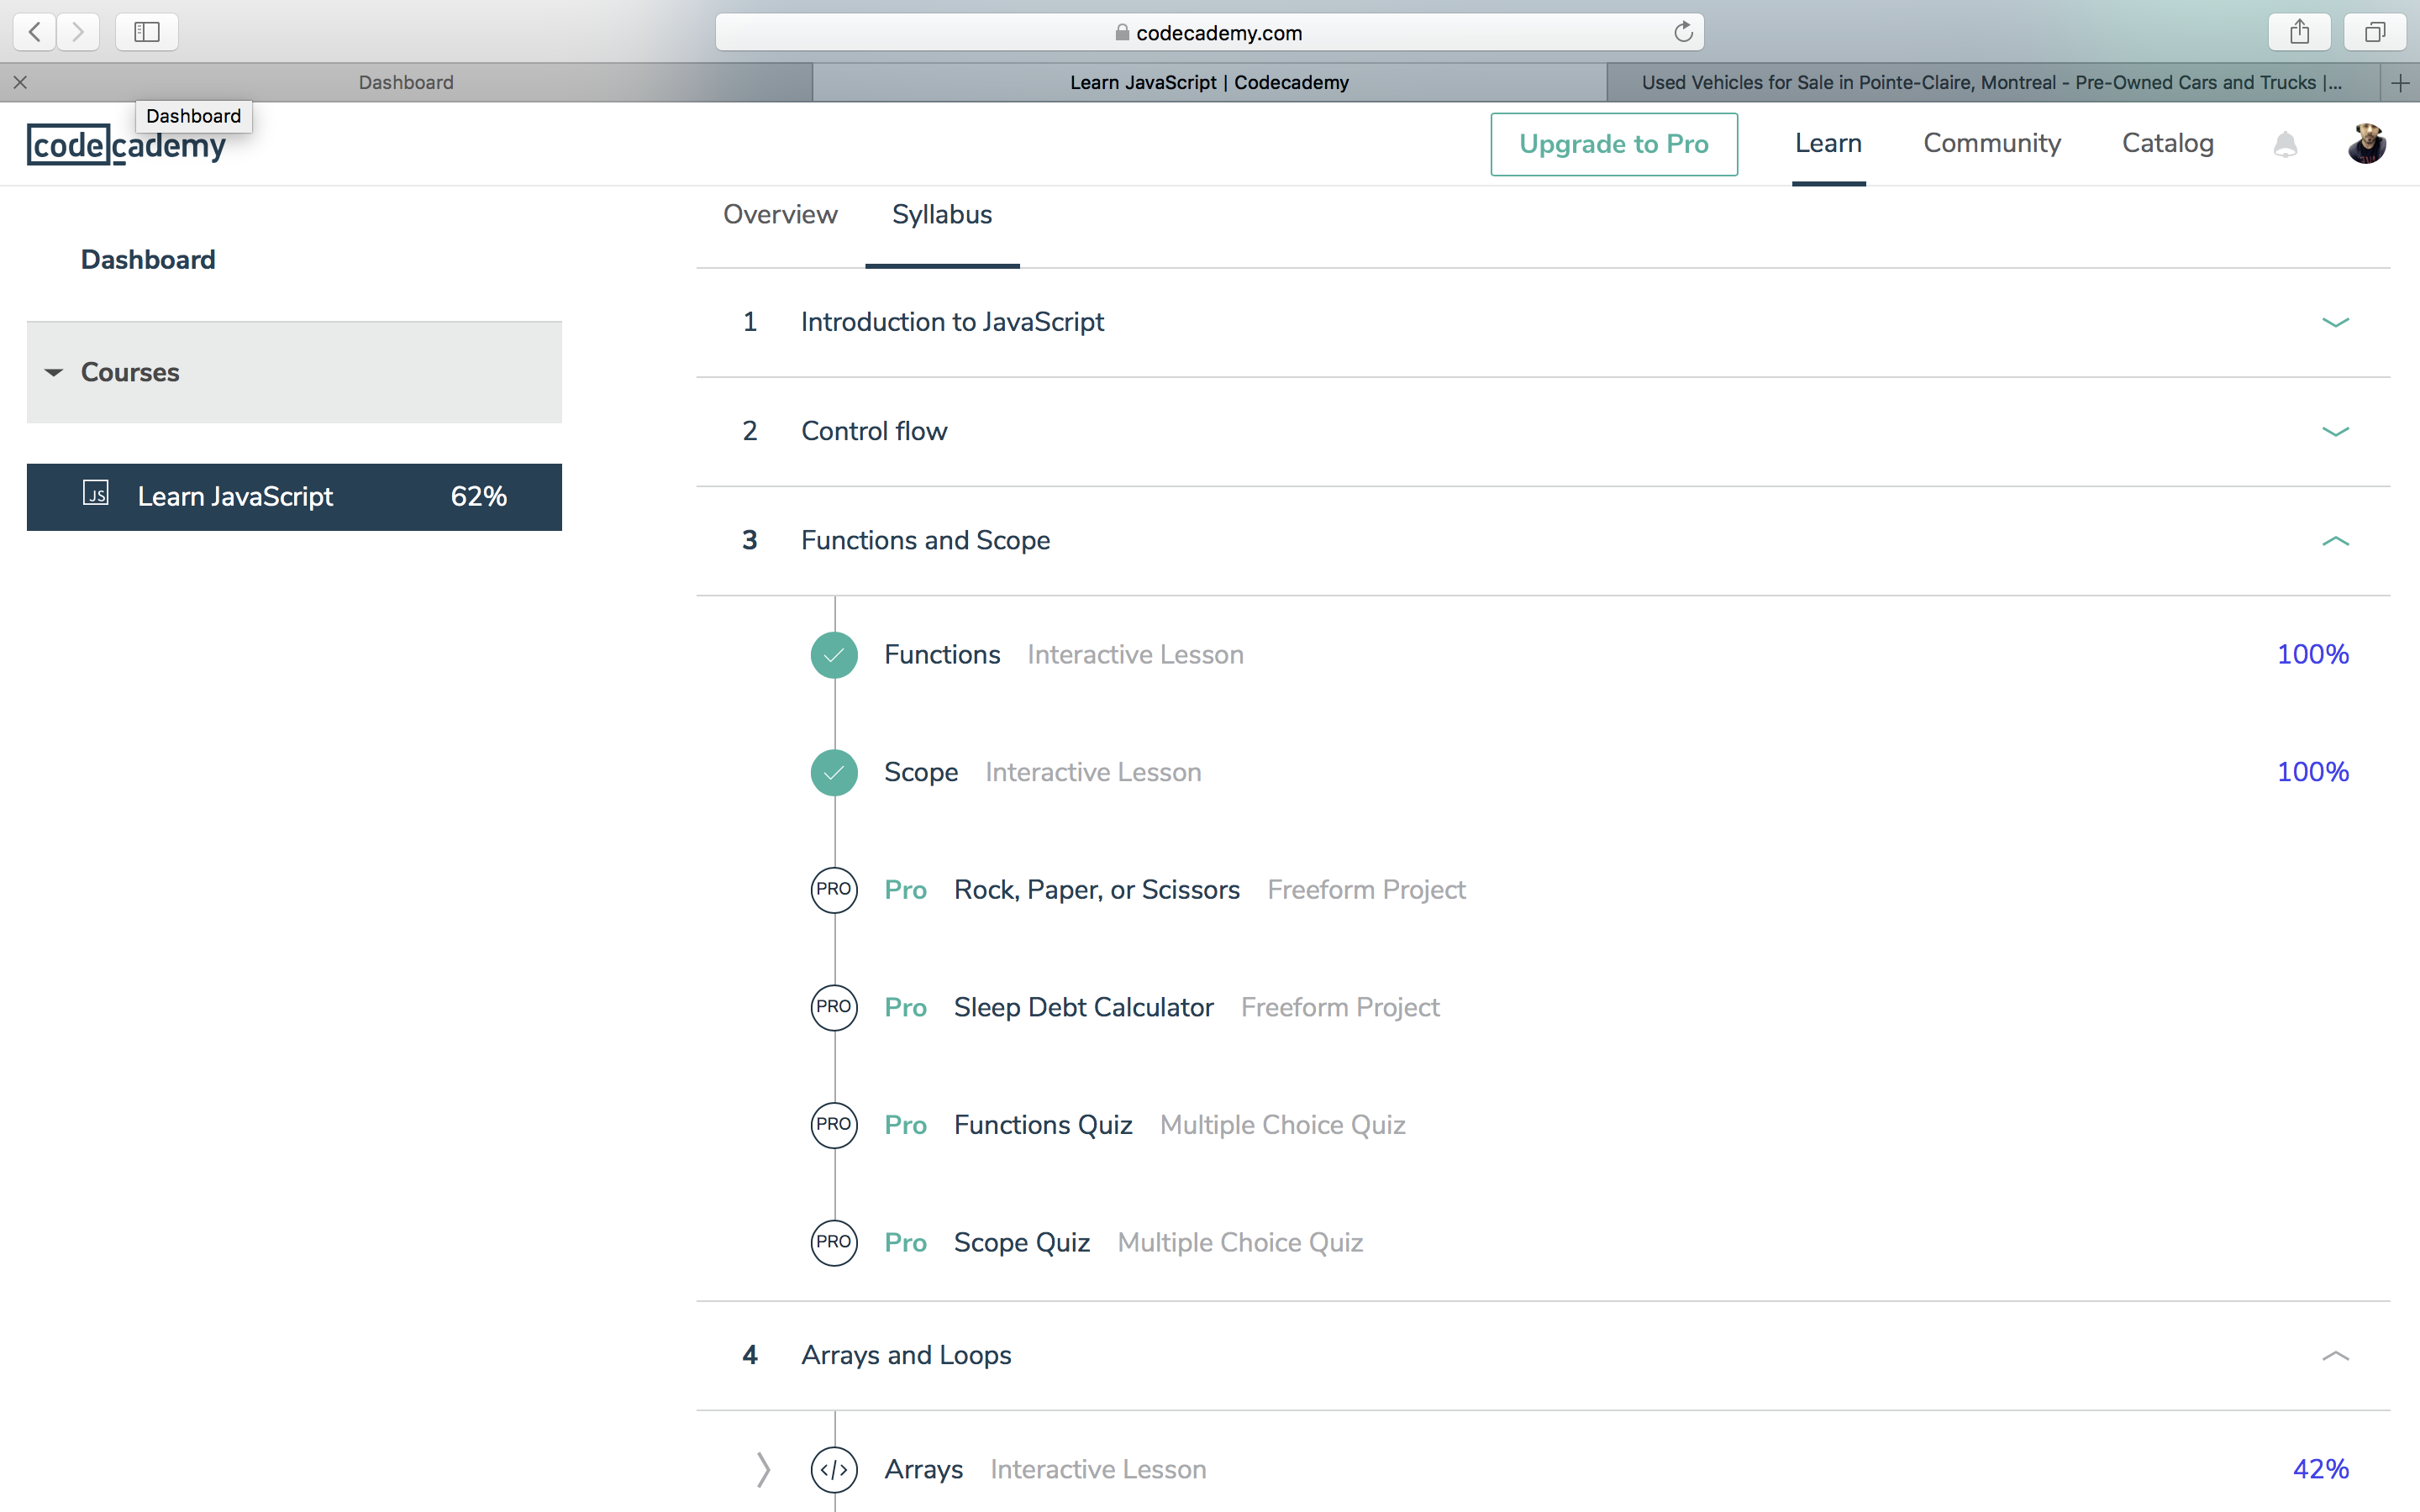 codecademy.com
Dashboard
Learn JavaScript | Codecademy
Used Vehicles for Sale in Pointe-Claire, Montreal - Pre-Owned Cars and Trucks |...
Dashboard
codecademy
Upgrade to Pro
Learn
Community
Catalog
Overview
Syllabus
Dashboard
Courses
JS Learn JavaScript 62%
1 Introduction to JavaScript
2 Control flow
3 Functions and Scope
Functions Interactive Lesson 100%
Scope Interactive Lesson 100%
PRO Pro Rock, Paper, or Scissors Freeform Project
PRO Pro Sleep Debt Calculator Freeform Project
PRO Pro Functions Quiz Multiple Choice Quiz
PRO Pro Scope Quiz Multiple Choice Quiz
4 Arrays and Loops
</> Arrays Interactive Lesson 42%